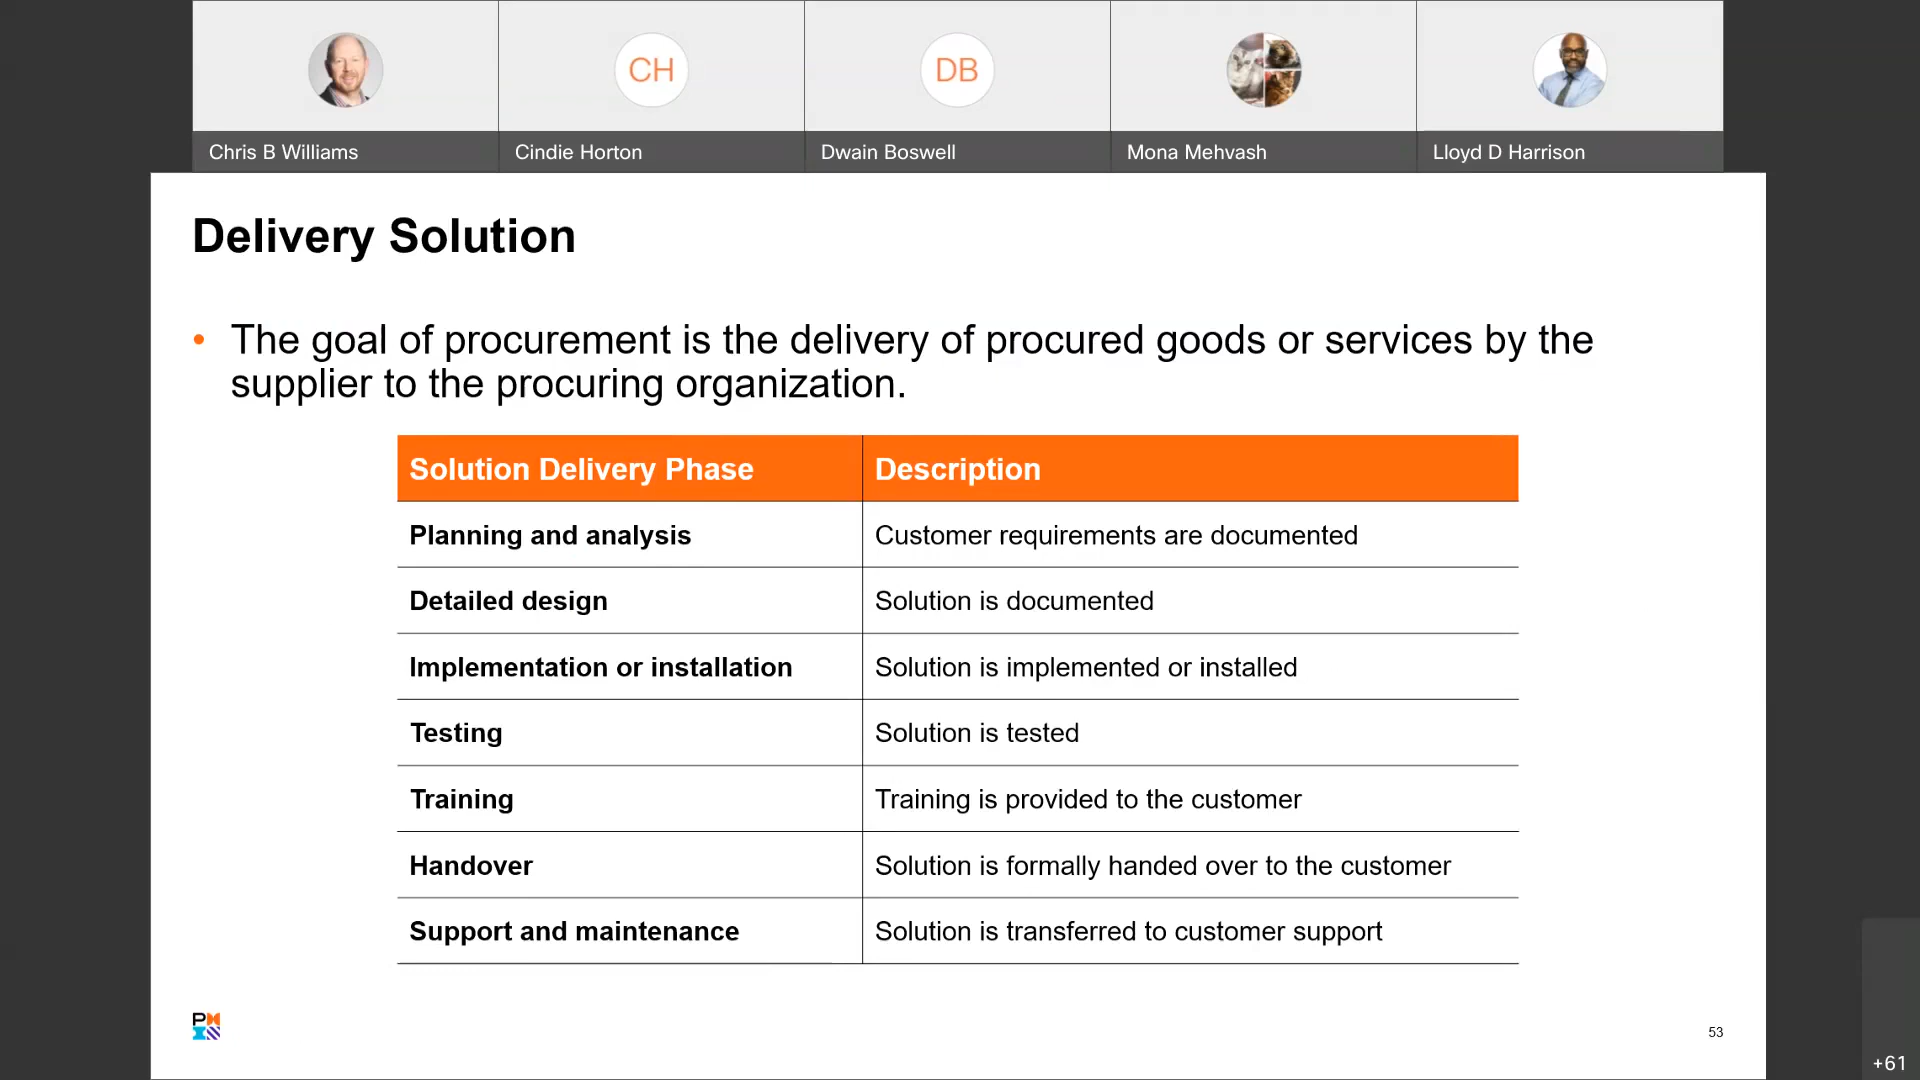 CH
DB
Chris B Williams
Cindie Horton
Dwain Boswell
Mona Mehvash
Lloyd D Harrison
Delivery Solution
• The goal of procurement is the delivery of procured goods or services by the
supplier to the procuring organization.
Solution Delivery Phase Description
Planning and analysis Customer requirements are documented
Detailed design Solution is documented
Implementation or installation Solution is implemented or installed
Testing Solution is tested
Training Training is provided to the customer
Handover Solution is formally handed over to the customer
Support and maintenance Solution is transferred to customer support
53
+61